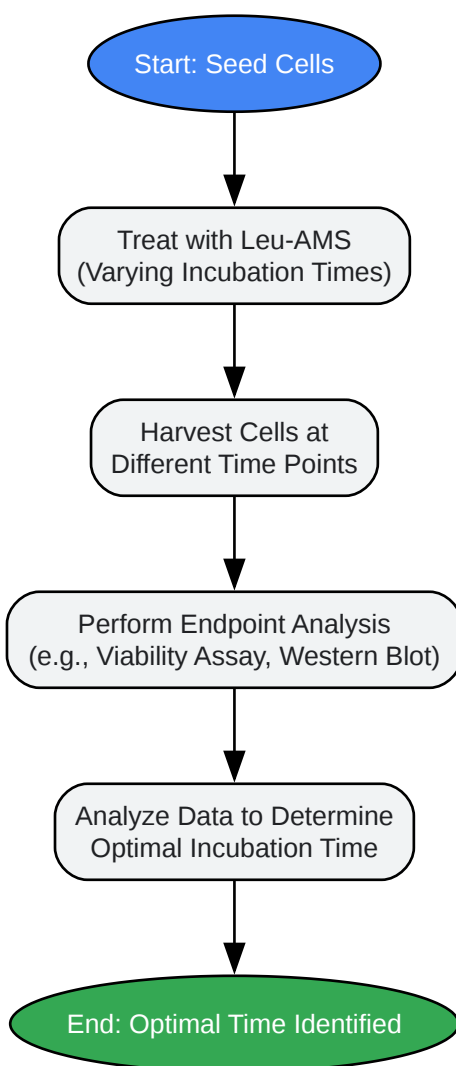 Start: Seed Cells
Treat with Leu-AMS
(Varying Incubation Times)
Harvest Cells at
Different Time Points
Perform Endpoint Analysis
(e.g., Viability Assay, Western Blot)
Analyze Data to Determine
Optimal Incubation Time
End: Optimal Time Identified